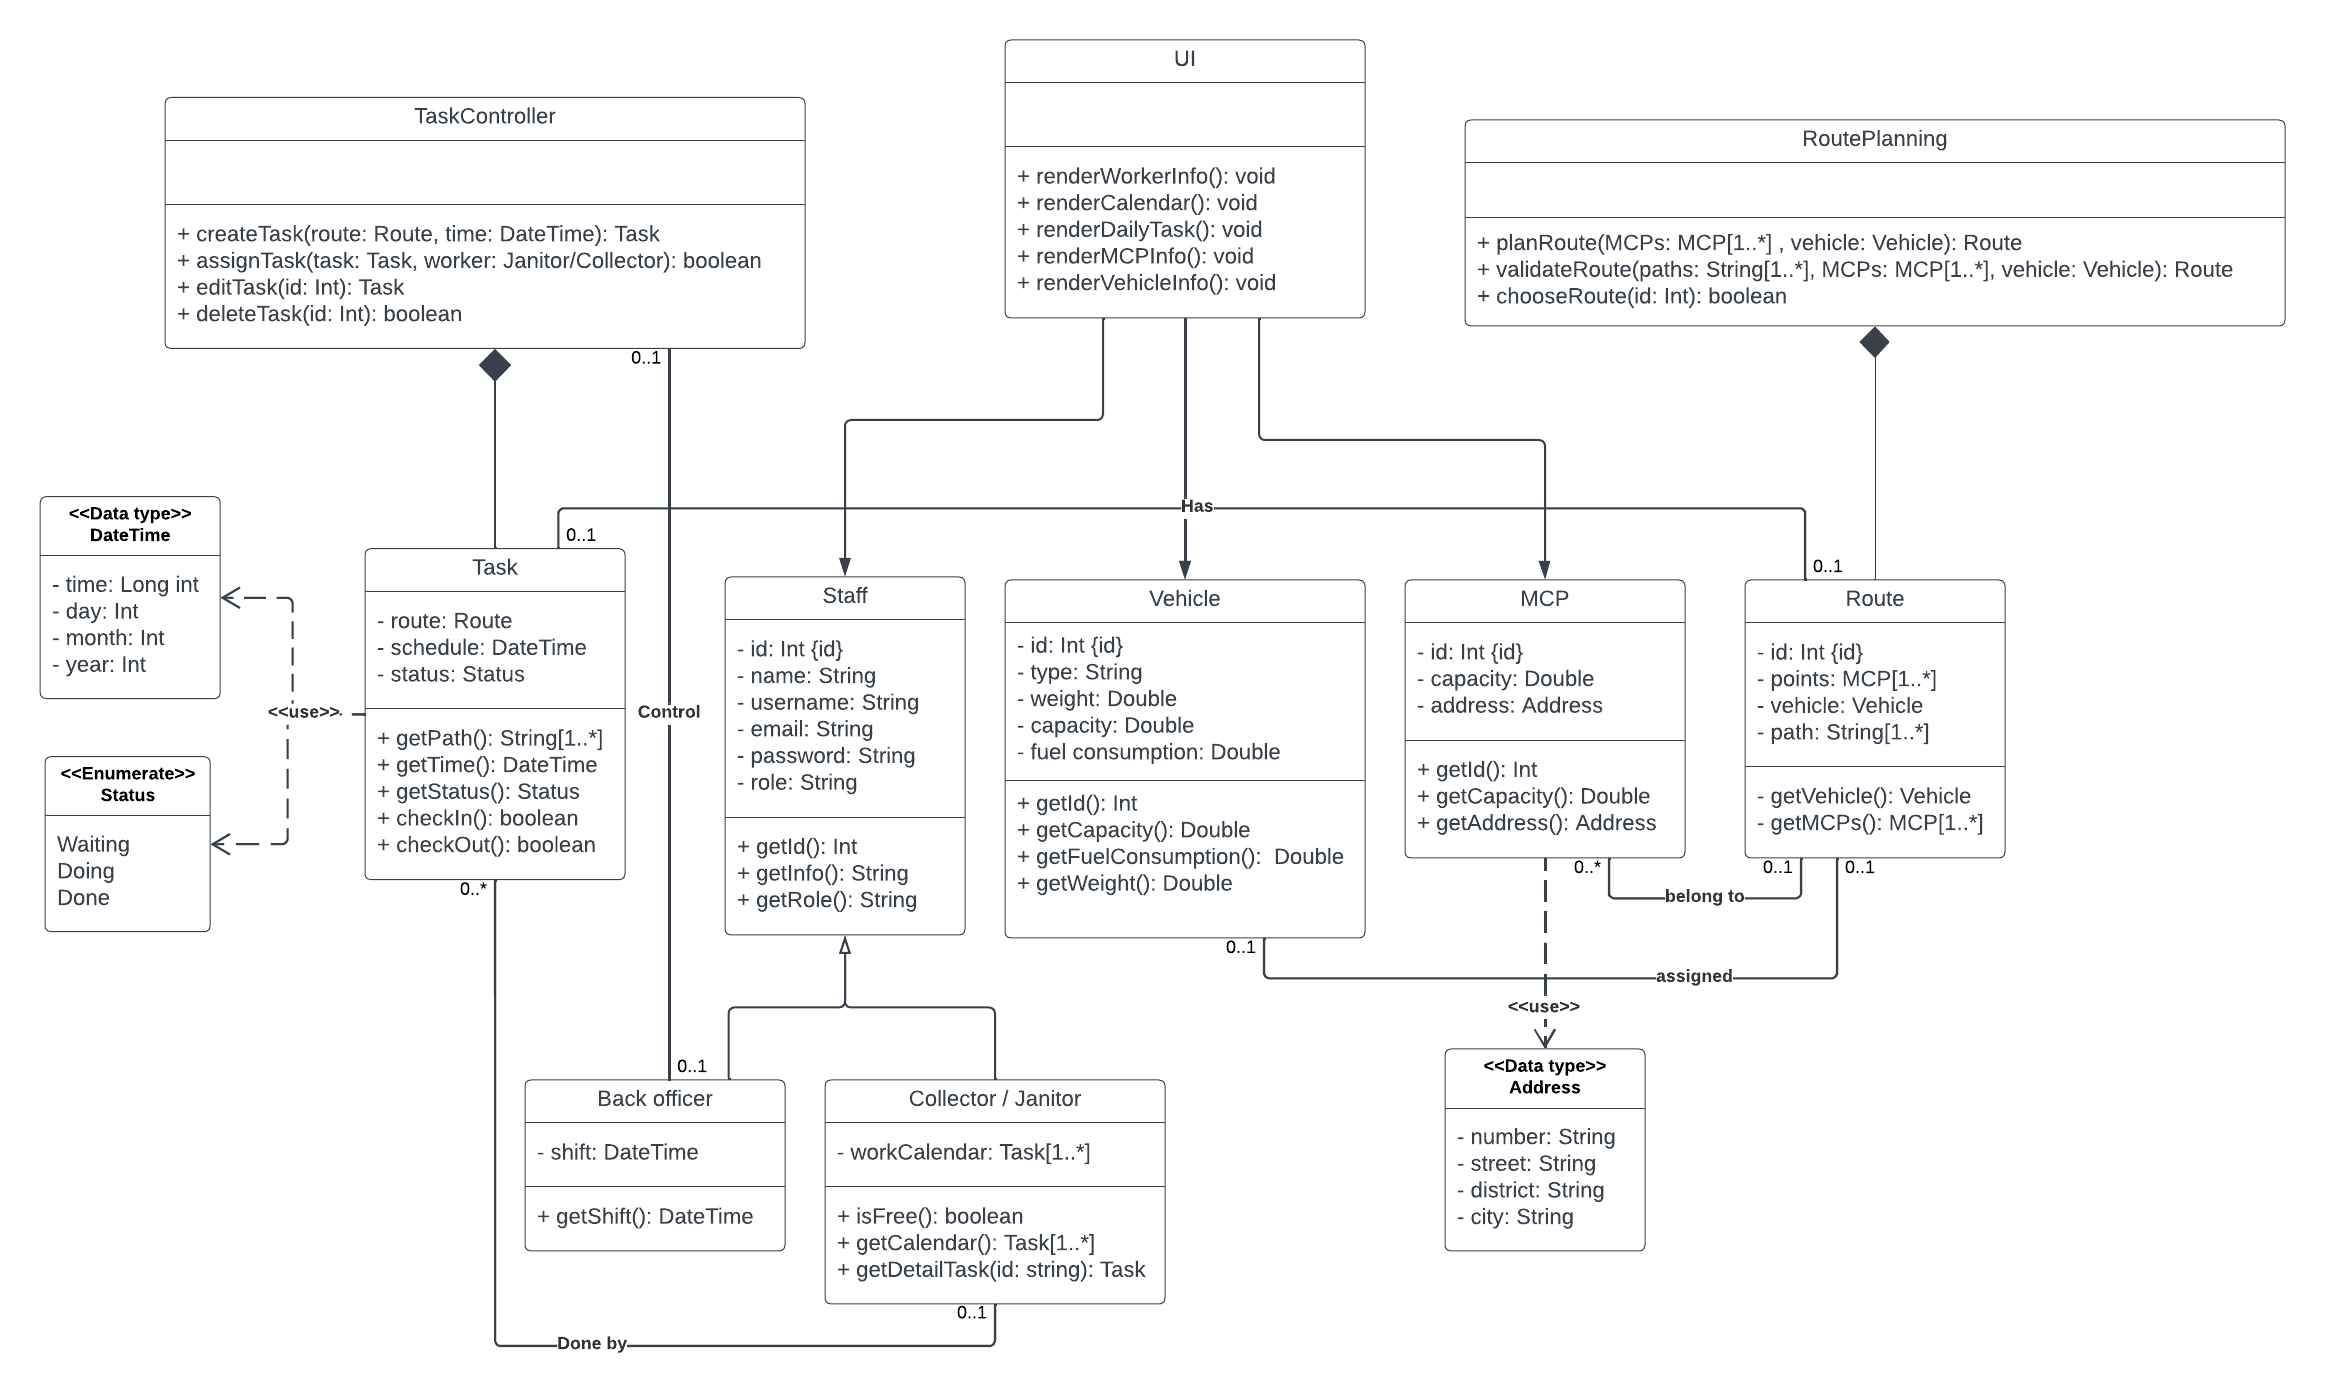 UI
+ renderWorkerInfo(): void
+ renderCalendar(): void
+ renderDailyTask(): void
+ renderMCPInfo(): void
+ renderVehicleInfo(): void
TaskController
+ createTask(route: Route, time: DateTime): Task
+ assignTask(task: Task, worker: Janitor/Collector): boolean
+ editTask(id: Int): Task
+ deleteTask(id: Int): boolean
RoutePlanning
+ planRoute(MCPs: MCP[1..*] , vehicle: Vehicle): Route
+ validateRoute(paths: String[1..*], MCPs: MCP[1..*], vehicle: Vehicle): Route
+ chooseRoute(id: Int): boolean
0..1
Has
0..1
0..1
<<Data type>>
DateTime
- time: Long int
- day: Int
- month: Int
- year: Int
<<use>>
<<Enumerate>>
Status
Waiting
Doing
Done
Task
- route: Route
- schedule: DateTime
- status: Status
+ getPath(): String[1..*]
+ getTime(): DateTime
+ getStatus(): Status
+ checkIn(): boolean
+ checkOut(): boolean
0..*
Control
Staff
- id: Int {id}
- name: String
- username: String
- email: String
- password: String
- role: String
+ getId(): Int
+ getInfo(): String
+ getRole(): String
Vehicle
- id: Int {id}
- type: String
- weight: Double
- capacity: Double
- fuel consumption: Double
+ getId(): Int
+ getCapacity(): Double
+ getFuelConsumption():  Double
+ getWeight(): Double
0..1
MCP
- id: Int {id}
- capacity: Double
- address: Address
+ getId(): Int
+ getCapacity(): Double
+ getAddress(): Address
0..*
Route
- id: Int {id}
- points: MCP[1..*]
- vehicle: Vehicle
- path: String[1..*]
- getVehicle(): Vehicle
- getMCPs(): MCP[1..*]
0..1
0..1
belong to
assigned
<<use>>
0..1
Back officer
- shift: DateTime
+ getShift(): DateTime
Collector / Janitor
- workCalendar: Task[1..*]
+ isFree(): boolean
+ getCalendar(): Task[1..*]
+ getDetailTask(id: string): Task
0..1
Done by
<<Data type>>
Address
- number: String
- street: String
- district: String
- city: String